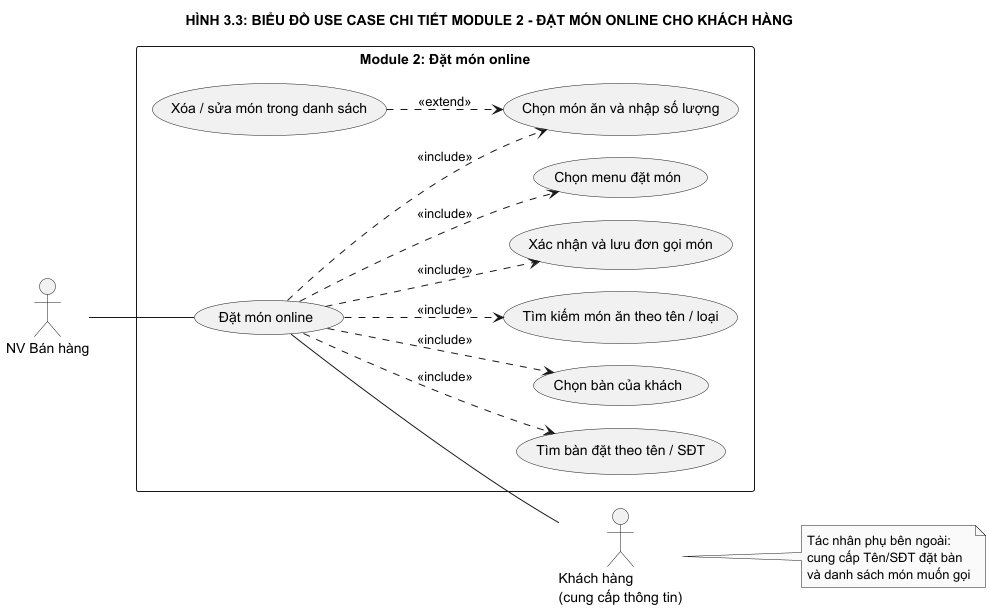 HÌNH 3.3: BIỂU ĐỒ USE CASE CHI TIẾT MODULE 2 - ĐẶT MÓN ONLINE CHO KHÁCH HÀNG
Module 2: Đặt món online
Xóa / sửa món trong danh sách
«extend»
Chọn món ăn và nhập số lượng
«include»
Chọn menu đặt món
«include»
Xác nhận và lưu đơn gọi món
«include»
NV Bán hàng
Đặt món online
«include»
Tìm kiếm món ăn theo tên / loại
«include»
Chọn bàn của khách
«include»
Tìm bàn đặt theo tên / SĐT
Khách hàng
(cung cấp thông tin)
Tác nhân phụ bên ngoài:
cung cấp Tên/SĐT đặt bàn
và danh sách món muốn gọi